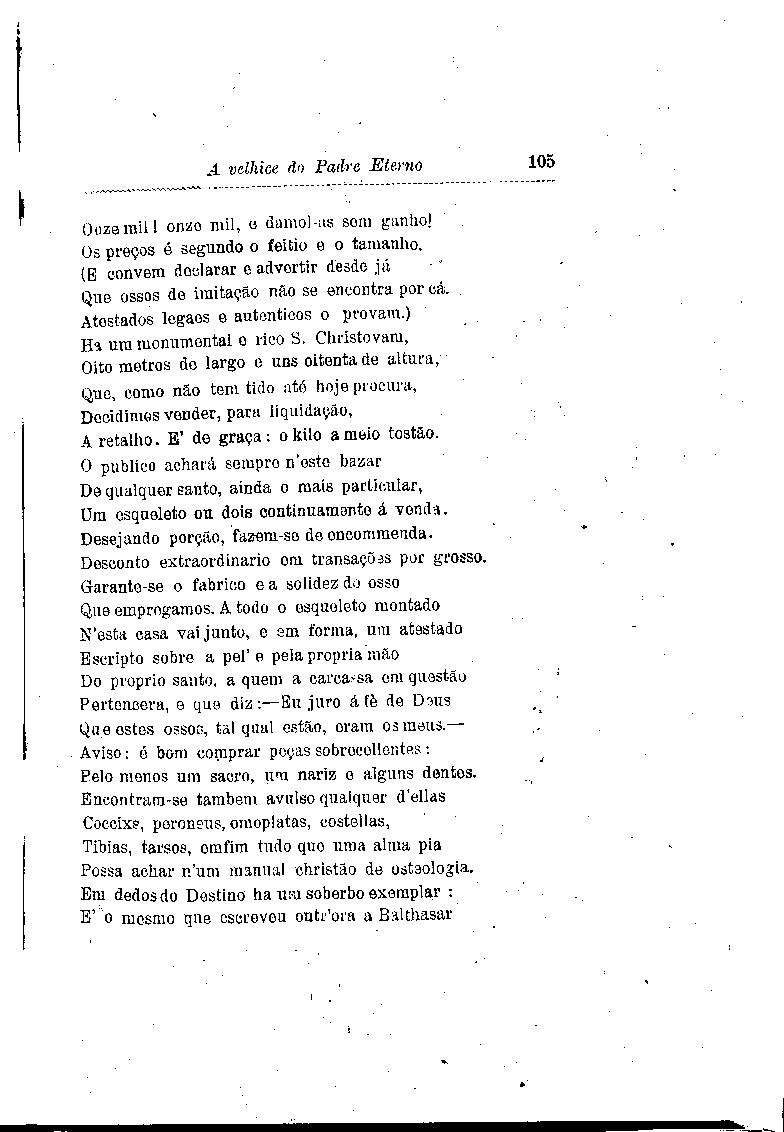 A velhice do Padre Eterno 105
Onze mil! onze mil, e damol-as sem ganho!
Os preços é segundo o feitio e o tamanho.
(E convem declarar e advertir desde já
Que ossos de imitação não se encontra por cá.
Atestados legaes e autenticos o provam.)
Ha um monumental e rico S. Christovam,
Oito metros de largo e uns oitenta de altura,
Que, como não tem tido até hoje procura,
Decidimos vender, para liquidação,
A retalho. E' de graça: o kilo a meio tostão.
O publico achará sempre n'este bazar
De qualquer santo, ainda o mais particular,
Um esqueleto ou dois continuamente á venda.
Desejando porção, fazem-se de encommenda.
Desconto extraordinario em transações por grosso.
Garante-se o fabrico e a solidez do osso
Que empregamos. A todo o esqueleto montado
N'esta casa vai junto, e em forma, um atestado
Escripto sobre a pel' e pela propria mão
Do proprio santo, a quem a carcassa em questão
Pertencera, e que diz:—Eu juro á fè de Deus
Que estes ossos, tal qual estão, eram os meus.—
Aviso: é bom comprar peças sobrecellentes:
Pelo menos um sacro, um nariz e alguns dentes.
Encontram-se tambem avulso qualquer d'ellas
Coccixs, peroneus, omoplatas, costellas,
Tibias, tarsos, emfim tudo que uma alma pia
Possa achar n'um manual christão de osteologia.
Em dedos do Destino ha um soberbo exemplar:
E' o mesmo que escreveu outr'ora a Balthasar